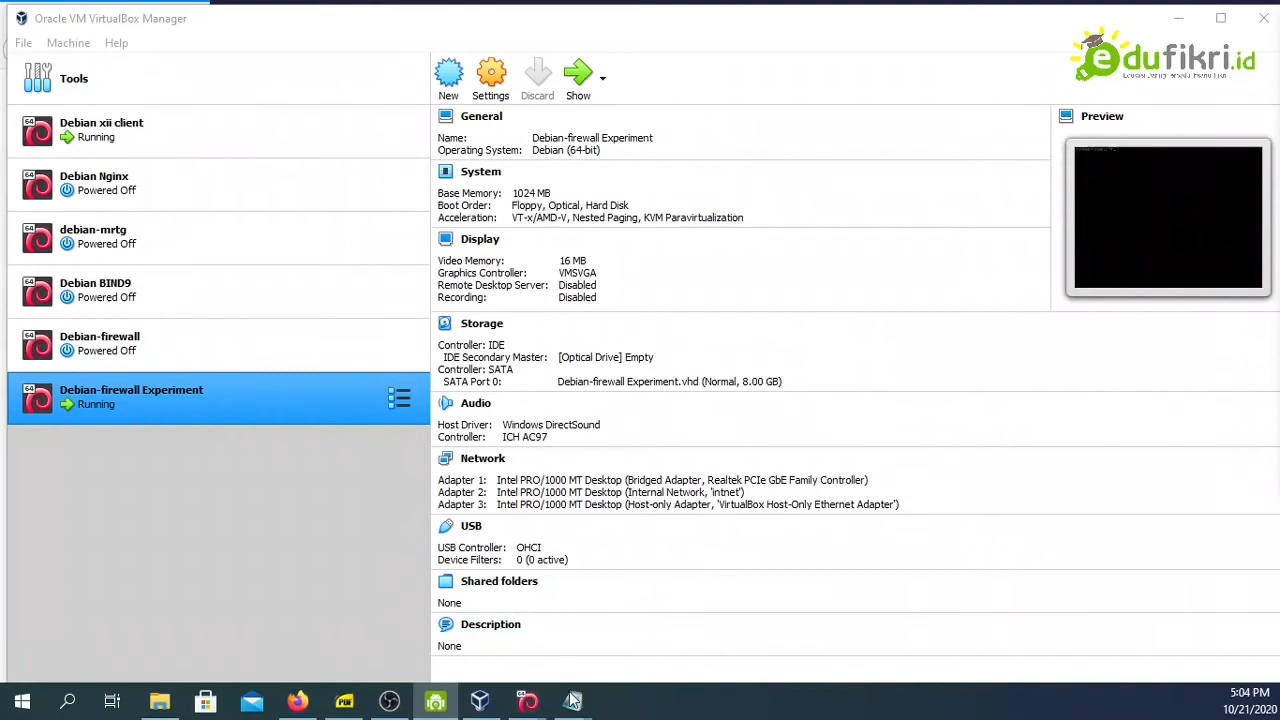 Oracle VM VirtualBox Manager
File Machine Help
edufikri.id
Tools
New Settings Discard Show
64
Debian xii client
Running
64
Debian Nginx
Powered Off
64
debian-mrtg
Powered Off
64
Debian BIND9
Powered Off
64
Debian-firewall
Powered Off
64
Debian-firewall Experiment
Running
General
Name: Debian-firewall Experiment
Operating System: Debian (64-bit)
System
Base Memory: 1024 MB
Boot Order: Floppy, Optical, Hard Disk
Acceleration: VT-x/AMD-V, Nested Paging, KVM Paravirtualization
Display
Video Memory: 16 MB
Graphics Controller: VMSVGA
Remote Desktop Server: Disabled
Recording: Disabled
Storage
Controller: IDE
IDE Secondary Master: [Optical Drive] Empty
Controller: SATA
SATA Port 0: Debian-firewall Experiment.vhd (Normal, 8.00 GB)
Audio
Host Driver: Windows DirectSound
Controller: ICH AC97
Network
Adapter 1: Intel PRO/1000 MT Desktop (Bridged Adapter, Realtek PCIe GbE Family Controller)
Adapter 2: Intel PRO/1000 MT Desktop (Internal Network, 'intnet')
Adapter 3: Intel PRO/1000 MT Desktop (Host-only Adapter, 'VirtualBox Host-Only Ethernet Adapter')
USB
USB Controller: OHCI
Device Filters: 0 (0 active)
Shared folders
None
Description
None
Preview
PDF
5:04 PM
10/21/2020